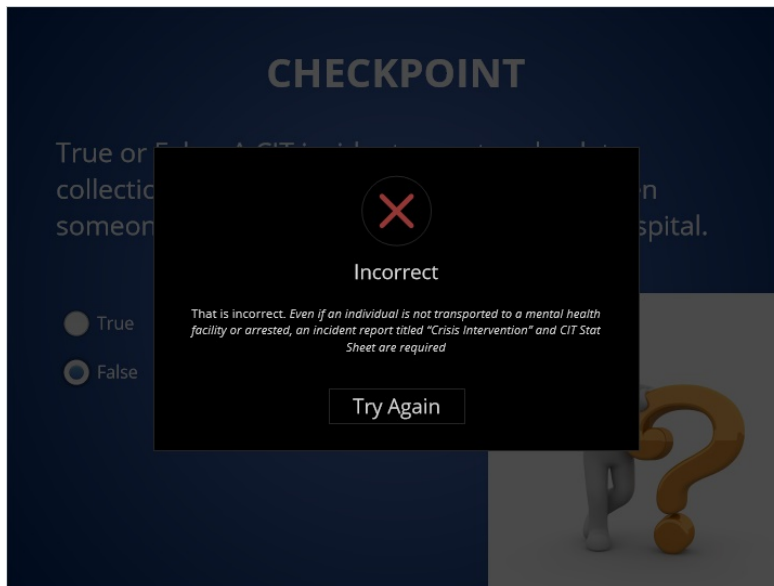 CHECKPOINT
True or
collectio
someon
en
spital.
Incorrect
That is incorrect. Even if an individual is not transported to a mental health
facility or arrested, an incident report titled “Crisis Intervention” and CIT Stat
Sheet are required
Try Again
True
False